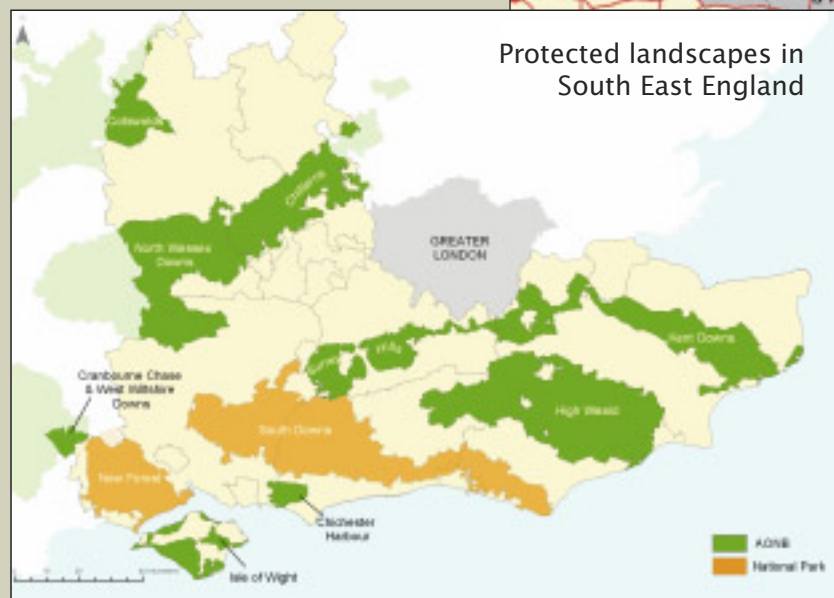 Protected landscapes in
South East England
Cotswolds
Chilterns
North Wessex
Downs
GREATER
LONDON
Surrey Hills
Kent Downs
Cranbourne Chase
& West Wiltshire
Downs
High Weald
South Downs
New Forest
Chichester
Harbour
Isle of Wight
AONB
National Park